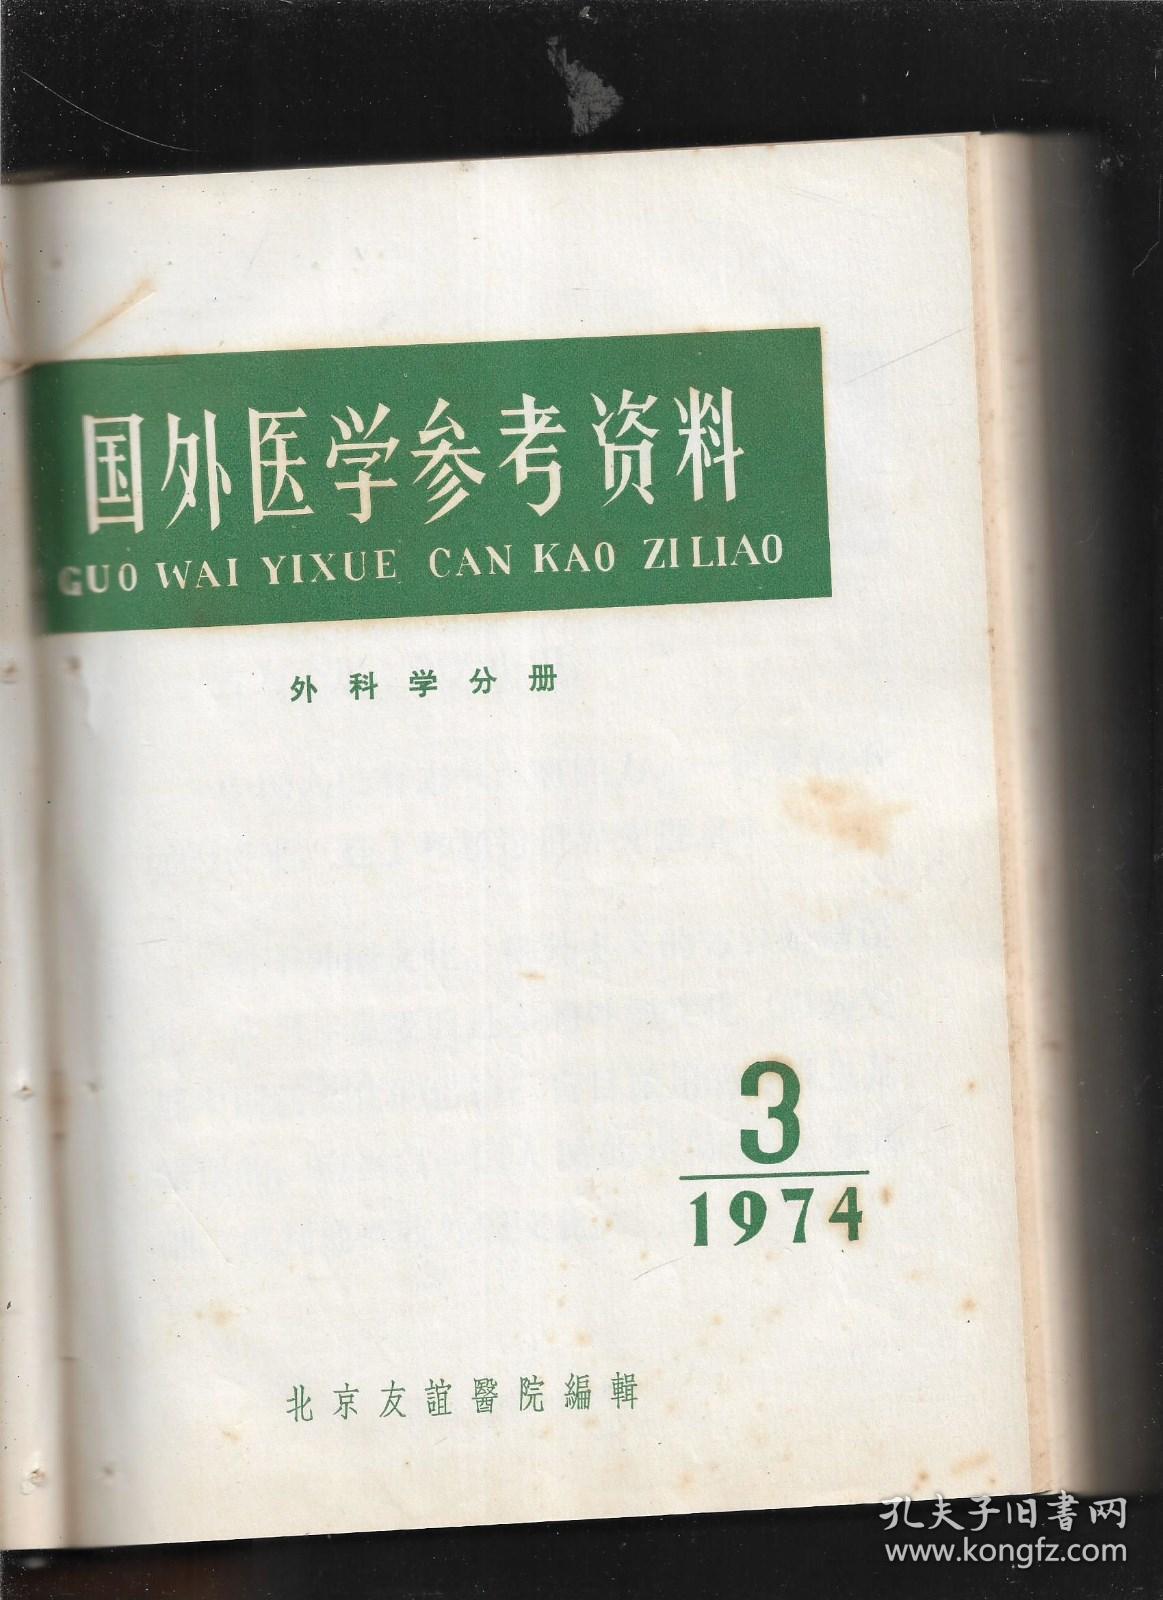 国外医学参考资料
GUO WAI YIXUE CAN KAO ZILIAO
外科学分册
3
1974
北京友誼醫院編輯
孔夫子旧書网
www.kongfz.com